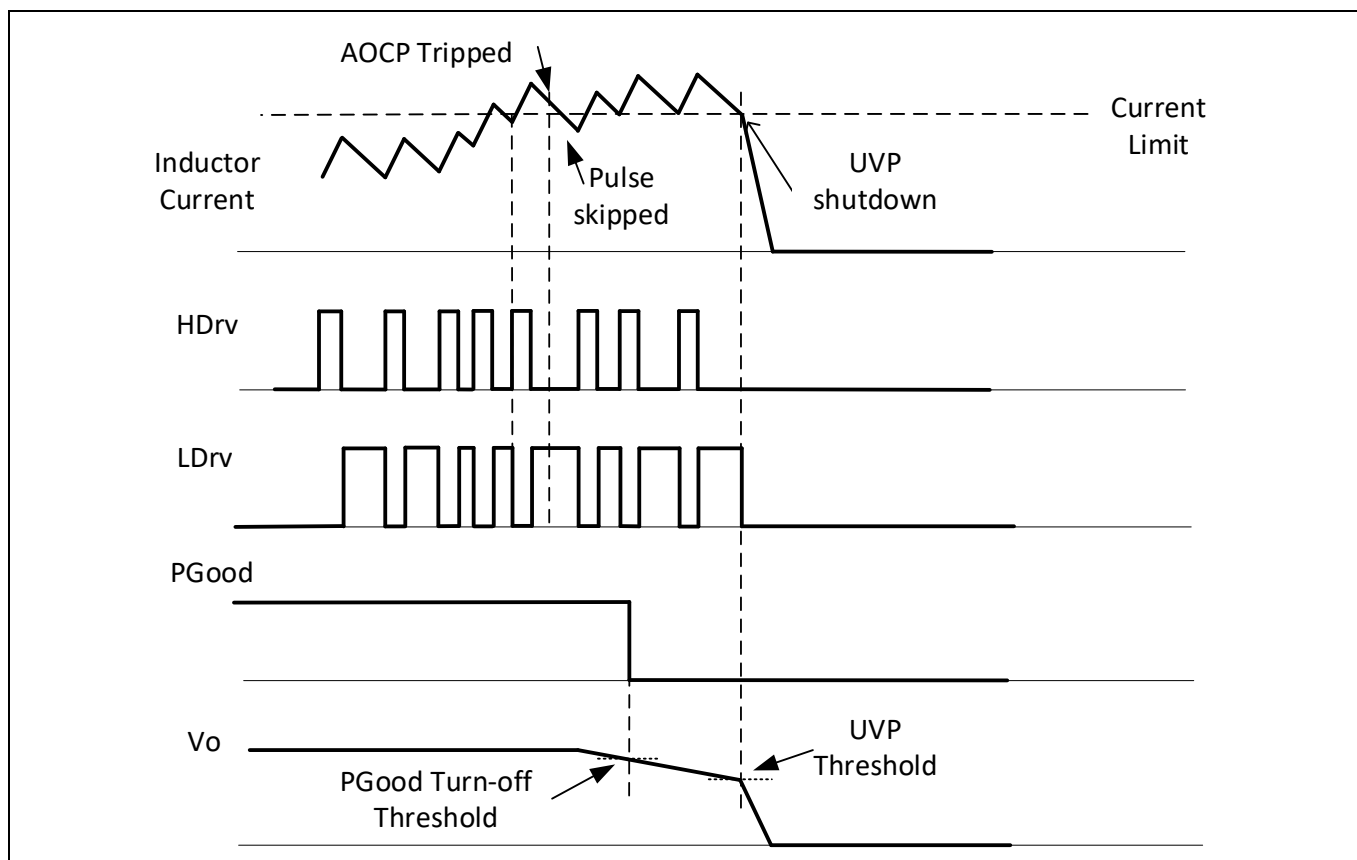 AOCP Tripped
Current
Limit
Inductor
Current
Pulse
skipped
UVP
shutdown
HDrv
LDrv
PGood
Vo
UVP
Threshold
PGood Turn-off
Threshold